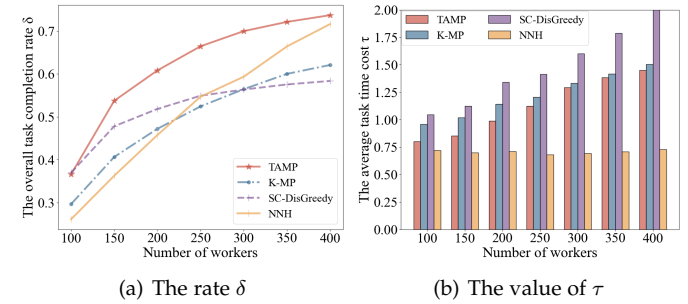 The overall task completion rate δ
0.7
0.6
0.5
0.4
0.3
TAMP
K-MP
SC-DisGreedy
NNH
100 150 200 250 300 350 400
Number of workers
(a) The rate δ
The average task time cost τ
2.00
1.75
1.50
1.25
1.00
0.75
0.50
0.25
0.00
TAMP SC-DisGreedy
K-MP NNH
100 150 200 250 300 350 400
Number of workers
(b) The value of τ